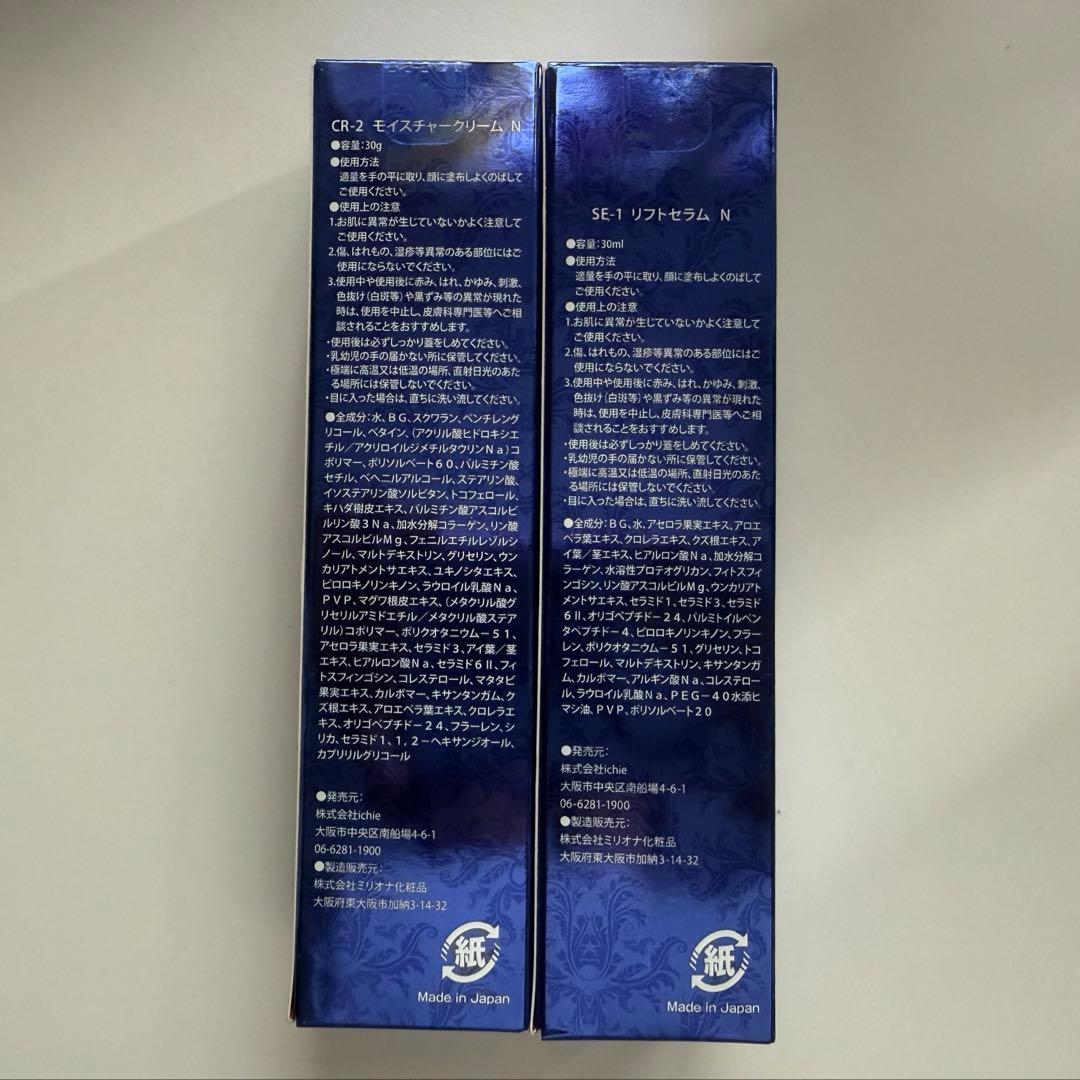 CR-2 モイスチャークリーム N
●容量：30g
●使用方法
適量を手の平に取り、顔に塗布しよくのばして
ご使用ください。
●使用上の注意
1.お肌に異常が生じていないかよく注意して
ご使用ください。
2.傷、はれもの、湿疹等異常のある部位にはご
使用にならないでください。
3.使用中や使用後に赤み、はれ、かゆみ、刺激、
色抜け（白斑等）や黒ずみ等の異常が現れた
時は、使用を中止し、皮膚科専門医等へご相
談されることをおすすめします。
・使用後は必ずしっかり蓋をしめてください。
・乳幼児の手の届かない所に保管してください。
・極端に高温又は低温の場所、直射日光のあた
る場所には保管しないでください。
・目に入った場合は、直ちに洗い流してください。
●全成分：水、ＢＧ、スクワラン、ペンチレング
リコール、ベタイン、（アクリル酸ヒドロキシエ
チル／アクリロイルジメチルタウリンＮａ）コ
ポリマー、ポリソルベート６０、パルミチン酸
セチル、ベヘニルアルコール、ステアリン酸、
イソステアリン酸ソルビタン、トコフェロール、
キハダ樹皮エキス、パルミチン酸アスコルビ
ルリン酸３Ｎａ、加水分解コラーゲン、リン酸
アスコルビルＭｇ、フェニルエチルレゾルシ
ノール、マルトデキストリン、グリセリン、ウン
カリアトメントサエキス、ユキノシタエキス、
ピロロキノリンキノン、ラウロイル乳酸Ｎａ、
ＰＶＰ、マグワ根皮エキス、（メタクリル酸グ
リセリルアミドエチル／メタクリル酸ステア
リル）コポリマー、ポリクオタニウム－５１、
アセロラ果実エキス、セラミド３、アイ葉／茎
エキス、ヒアルロン酸Ｎａ、セラミド６Ⅱ、フィ
トスフィンゴシン、コレステロール、マタタビ
果実エキス、カルボマー、キサンタンガム、ク
ズ根エキス、アロエベラ葉エキス、クロレラエ
キス、オリゴペプチド－２４、フラーレン、シ
リカ、セラミド１、１，２－ヘキサンジオール、
カプリリルグリコール
●発売元：
株式会社ichie
大阪市中央区南船場4-6-1
06-6281-1900
●製造販売元：
株式会社ミリオナ化粧品
大阪府東大阪市加納3-14-32
紙
Made in Japan
SE-1 リフトセラム N
●容量：30ml
●使用方法
適量を手の平に取り、顔に塗布しよくのばして
ご使用ください。
●使用上の注意
1.お肌に異常が生じていないかよく注意して
ご使用ください。
2.傷、はれもの、湿疹等異常のある部位にはご
使用にならないでください。
3.使用中や使用後に赤み、はれ、かゆみ、刺激、
色抜け（白斑等）や黒ずみ等の異常が現れた
時は、使用を中止し、皮膚科専門医等へご相
談されることをおすすめします。
・使用後は必ずしっかり蓋をしめてください。
・乳幼児の手の届かない所に保管してください。
・極端に高温又は低温の場所、直射日光のあた
る場所には保管しないでください。
・目に入った場合は、直ちに洗い流してください。
●全成分：ＢＧ、水、アセロラ果実エキス、アロエ
ベラ葉エキス、クロレラエキス、クズ根エキス、ア
イ葉／茎エキス、ヒアルロン酸Ｎａ、加水分解コ
ラーゲン、水溶性プロテオグリカン、フィトスフィ
ンゴシン、リン酸アスコルビルＭｇ、ウンカリアト
メントサエキス、セラミド１、セラミド３、セラミド
６Ⅱ、オリゴペプチド－２４、パルミトイルペン
タペプチド－４、ピロロキノリンキノン、フラー
レン、ポリクオタニウム－５１、グリセリン、トコ
フェロール、マルトデキストリン、キサンタンガ
ム、カルボマー、アルギン酸Ｎａ、コレステロー
ル、ラウロイル乳酸Ｎａ、ＰＥＧ－４０水添ヒ
マシ油、ＰＶＰ、ポリソルベート２０
●発売元：
株式会社ichie
大阪市中央区南船場4-6-1
06-6281-1900
●製造販売元：
株式会社ミリオナ化粧品
大阪府東大阪市加納3-14-32
紙
Made in Japan